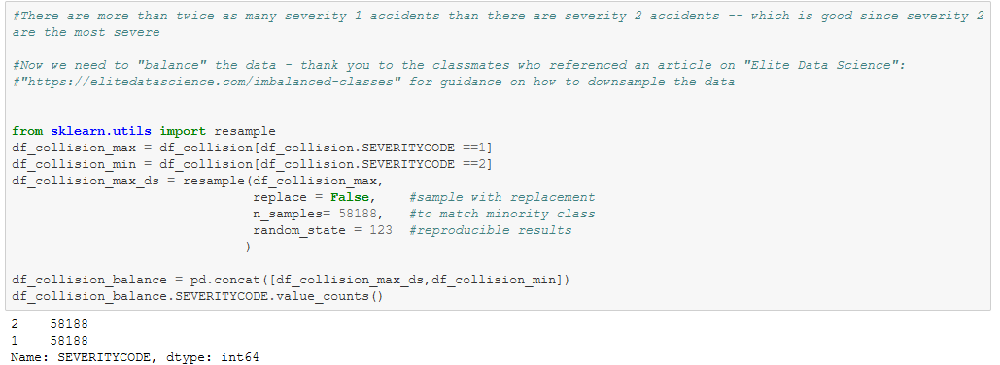 #There are more than twice as many severity 1 accidents than there are severity 2 accidents -- which is good since severity 2
are the most severe
#Now we need to "balance" the data - thank you to the classmates who referenced an article on "Elite Data Science":
#"https://elitedatascience.com/imbalanced-classes" for guidance on how to downsample the data
from sklearn.utils import resample
df_collision_max = df_collision[df_collision.SEVERITYCODE ==1]
df_collision_min = df_collision[df_collision.SEVERITYCODE ==2]
df_collision_max_ds = resample(df_collision_max,
replace = False,    #sample with replacement
n_samples= 58188,   #to match minority class
random_state = 123  #reproducible results
)
df_collision_balance = pd.concat([df_collision_max_ds,df_collision_min])
df_collision_balance.SEVERITYCODE.value_counts()
2    58188
1    58188
Name: SEVERITYCODE, dtype: int64